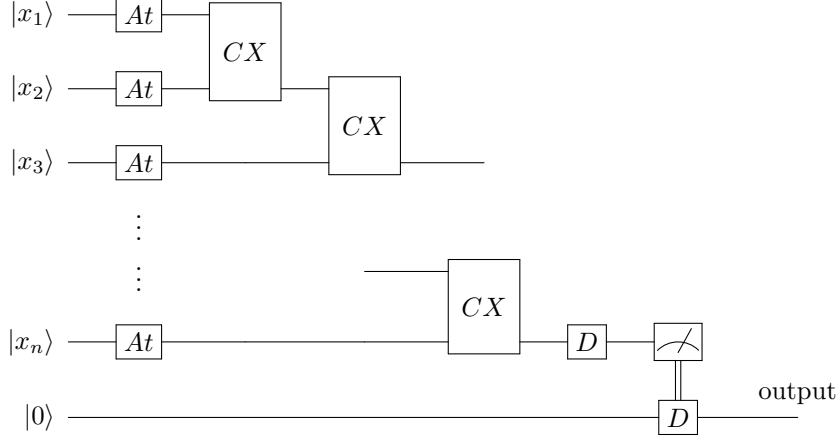 |x₁⟩ At CX
|x₂⟩ At CX
|x₃⟩ At
⋮
⋮ CX
|xₙ⟩ At D
output
|0⟩ D